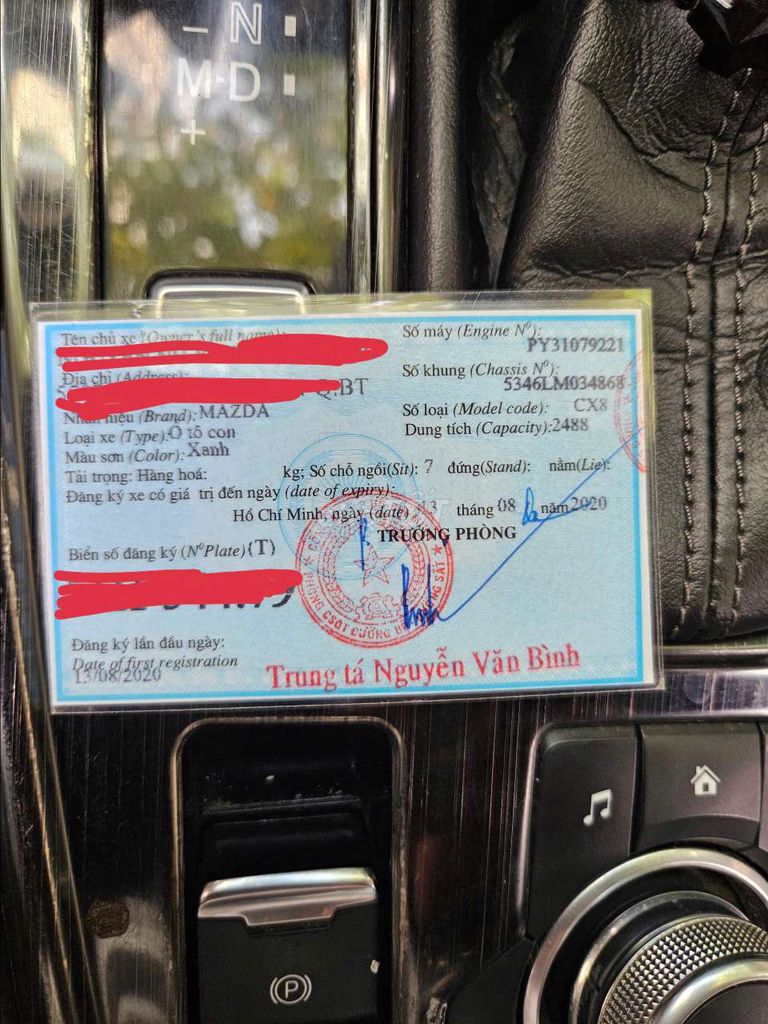 – N
M D
+
Tên chủ xe (Owner's full name):
Địa chỉ (Address):
Q.BT
Nhãn hiệu (Brand): MAZDA
Loại xe (Type): Ô tô con
Màu sơn (Color): Xanh
Tải trọng: Hàng hoá: kg; Số chỗ ngồi(Sit): 7 đứng(Stand): nằm(Lie):
Số máy (Engine Nº):
PY31079221
Số khung (Chassis Nº):
5346LM034868
Số loại (Model code): CX8
Dung tích (Capacity): 2488
Đăng ký xe có giá trị đến ngày (date of expiry):
Hồ Chí Minh, ngày (date) tháng 08 năm 2020
TRƯỞNG PHÒNG
Biển số đăng ký (NºPlate) (T)
Đăng ký lần đầu ngày:
Date of first registration
13/08/2020
Trung tá Nguyễn Văn Bình
P